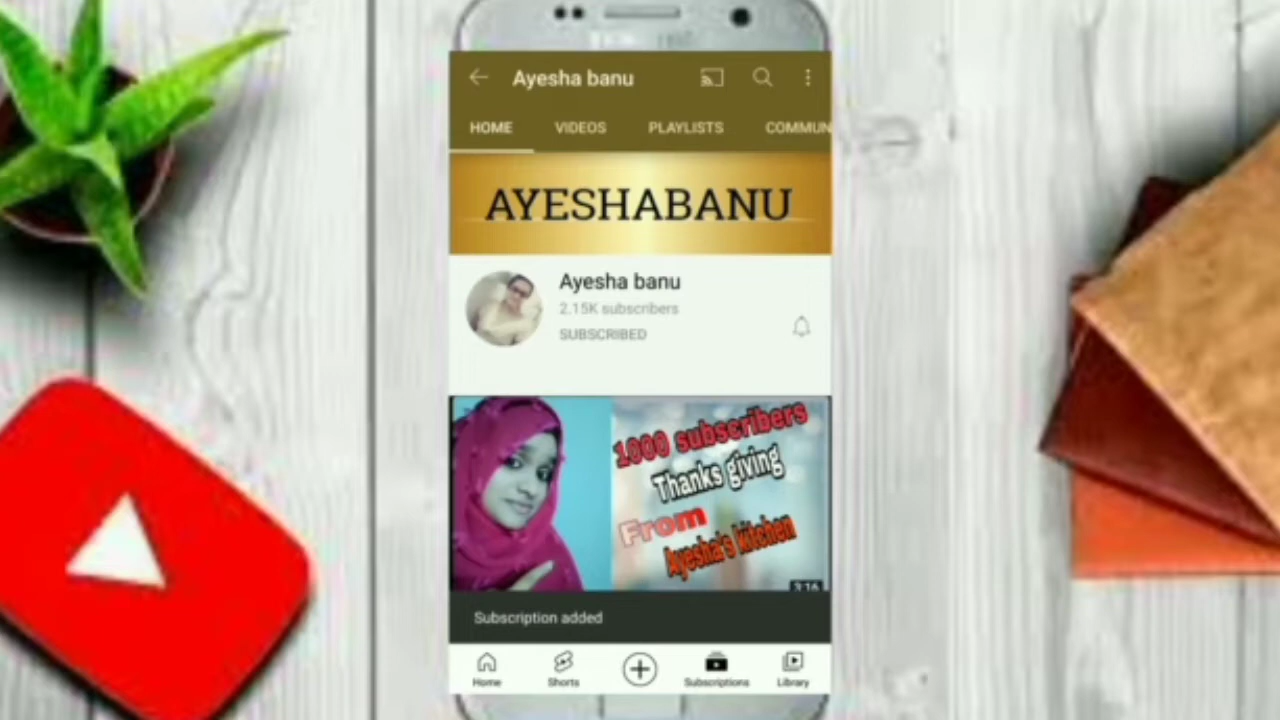 Ayesha banu
HOME VIDEOS PLAYLISTS COMMUN
AYESHABANU
Ayesha banu
2.15K subscribers
SUBSCRIBED
1000 subscribers
Thanks giving
From
Ayesha's kitchen
3:16
Subscription added
Home Shorts Subscriptions Library